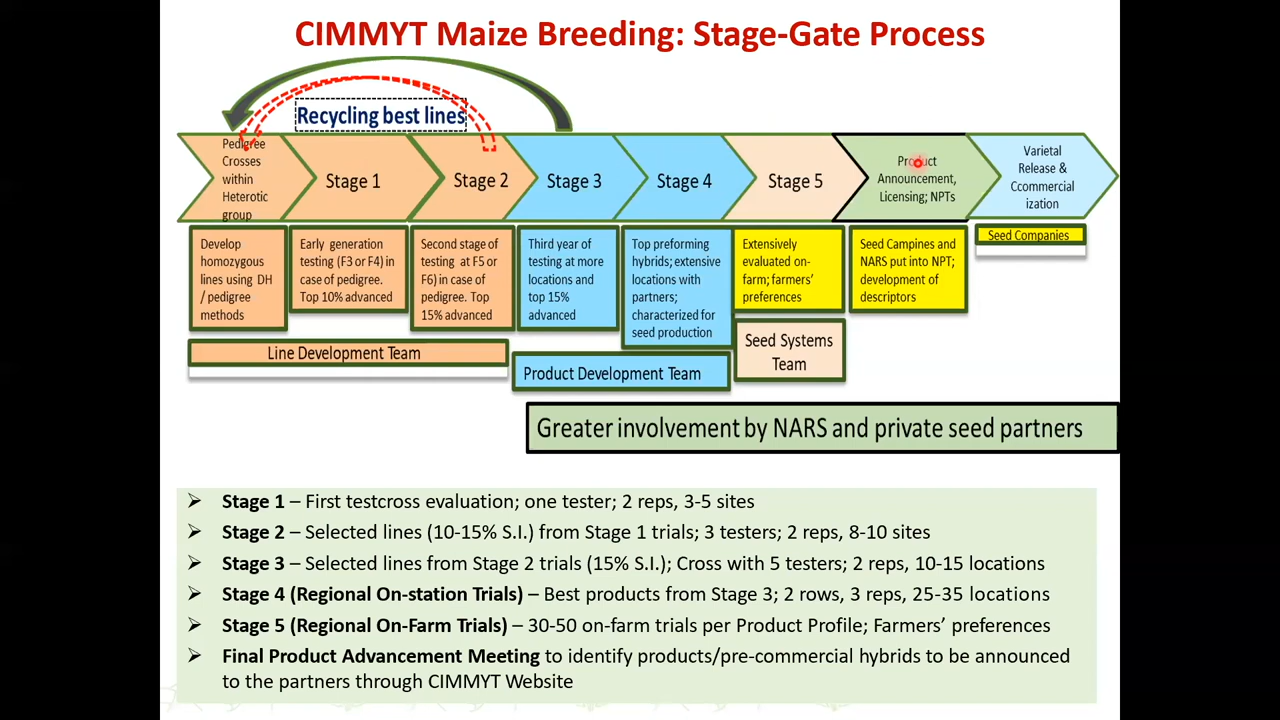 CIMMYT Maize Breeding: Stage-Gate Process
Recycling best lines
Pedigree
Crosses
within
Heterotic
group
Stage 1
Stage 2
Stage 3
Stage 4
Stage 5
Product
Announcement,
Licensing; NPTs
Varietal
Release &
Ccommercial
ization
Develop
homozygous
lines using DH
/ pedigree
methods
Early generation
testing (F3 or F4) in
case of pedigree.
Top 10% advanced
Second stage of
testing at F5 or
F6) in case of
pedigree. Top
15% advanced
Third year of
testing at more
locations and
top 15%
advanced
Top preforming
hybrids; extensive
locations with
partners;
characterized for
seed production
Extensively
evaluated on-
farm; farmers'
preferences
Seed Campines and
NARS put into NPT;
development of
descriptors
Seed Companies
Line Development Team
Product Development Team
Seed Systems
Team
Greater involvement by NARS and private seed partners
➢ Stage 1 – First testcross evaluation; one tester; 2 reps, 3-5 sites
➢ Stage 2 – Selected lines (10-15% S.I.) from Stage 1 trials; 3 testers; 2 reps, 8-10 sites
➢ Stage 3 – Selected lines from Stage 2 trials (15% S.I.); Cross with 5 testers; 2 reps, 10-15 locations
➢ Stage 4 (Regional On-station Trials) – Best products from Stage 3; 2 rows, 3 reps, 25-35 locations
➢ Stage 5 (Regional On-Farm Trials) – 30-50 on-farm trials per Product Profile; Farmers' preferences
➢ Final Product Advancement Meeting to identify products/pre-commercial hybrids to be announced
to the partners through CIMMYT Website